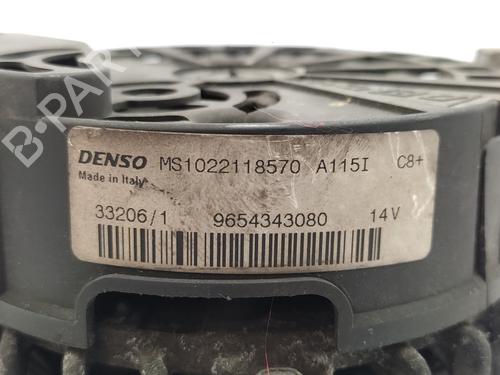 B-PARTS
DENSO MS1022118570 A115I C8+
Made in Italy
33206/1 9654343080 14V